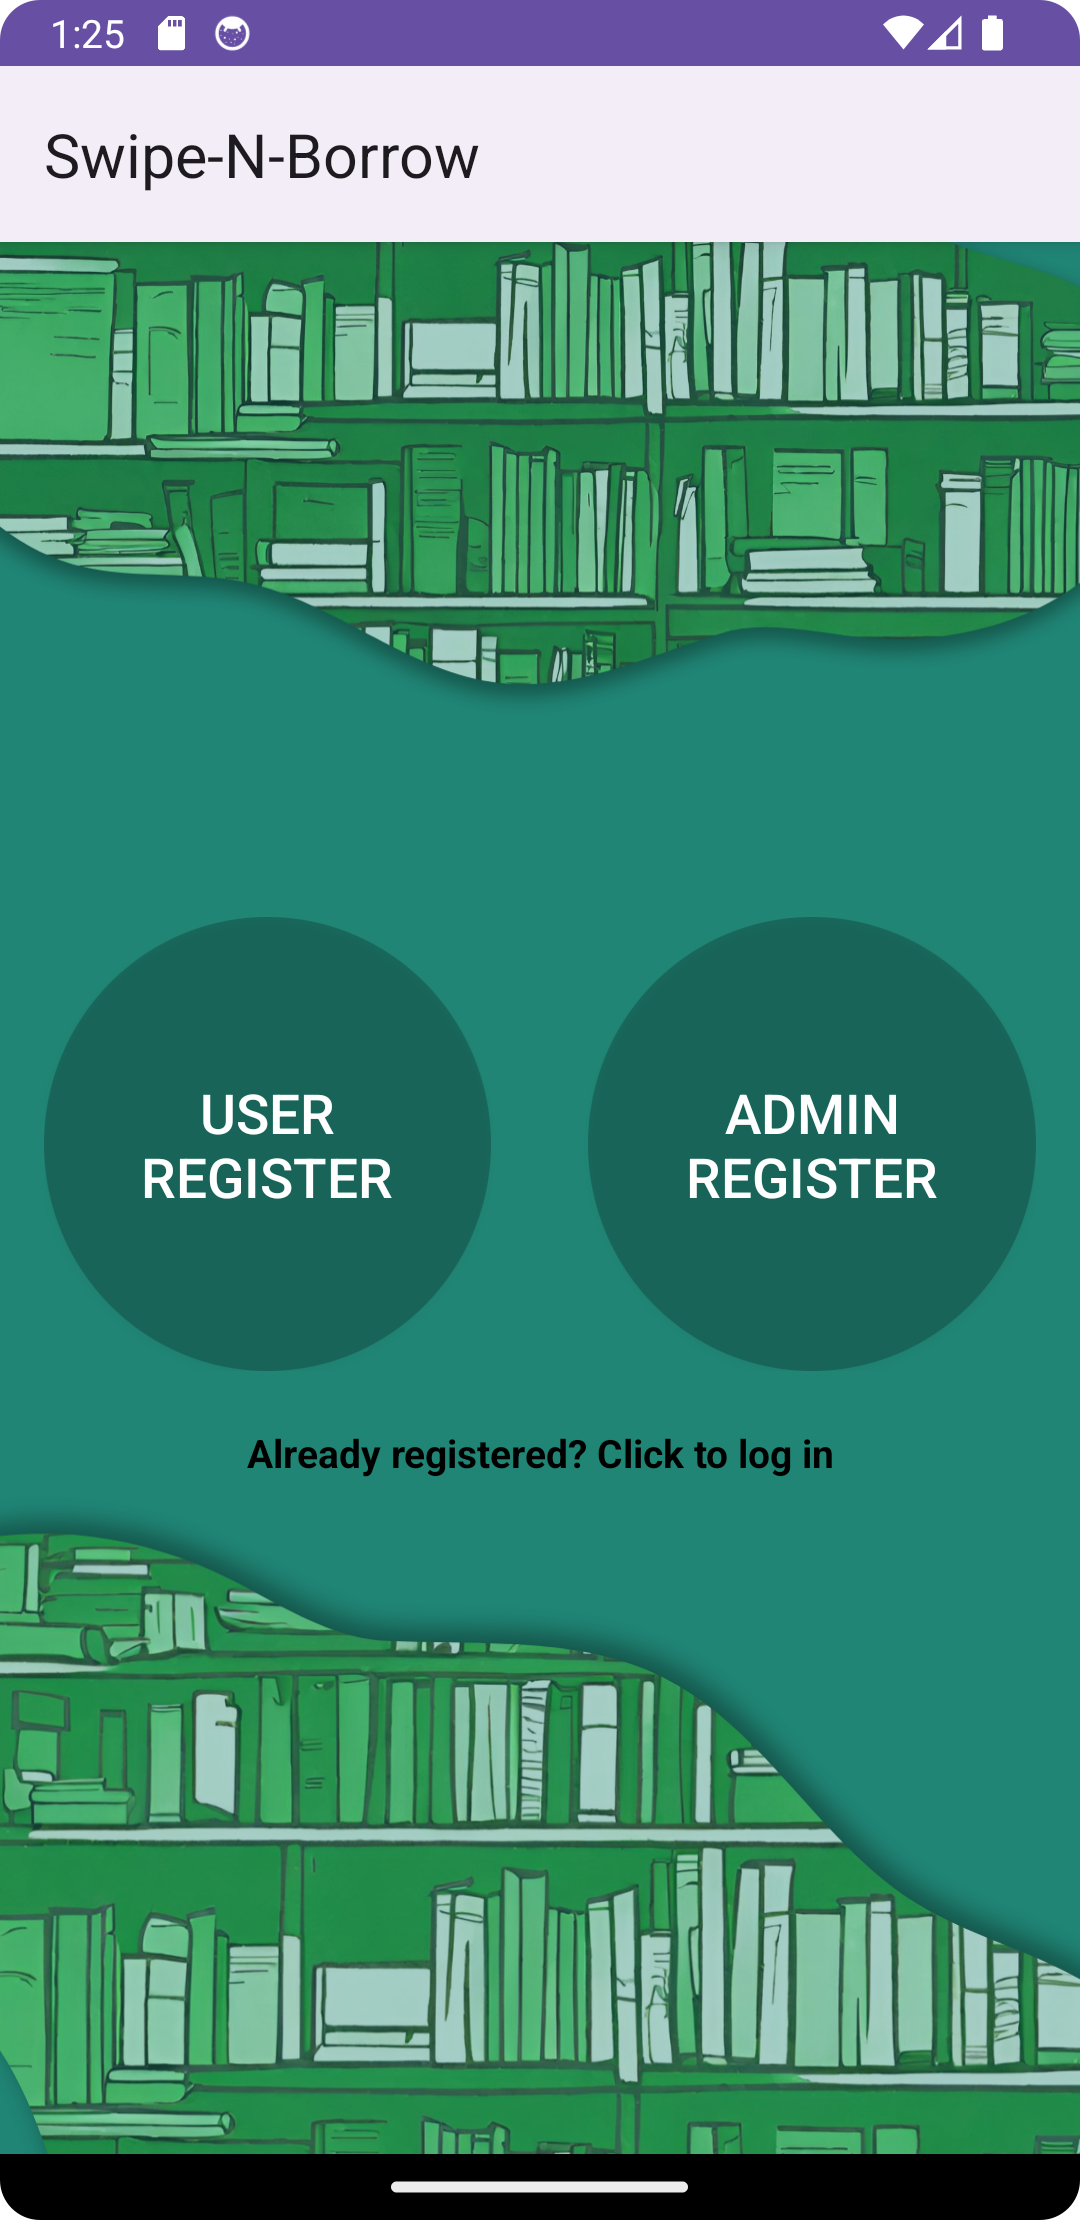 1:25
Swipe-N-Borrow
USER
REGISTER
ADMIN
REGISTER
Already registered? Click to log in